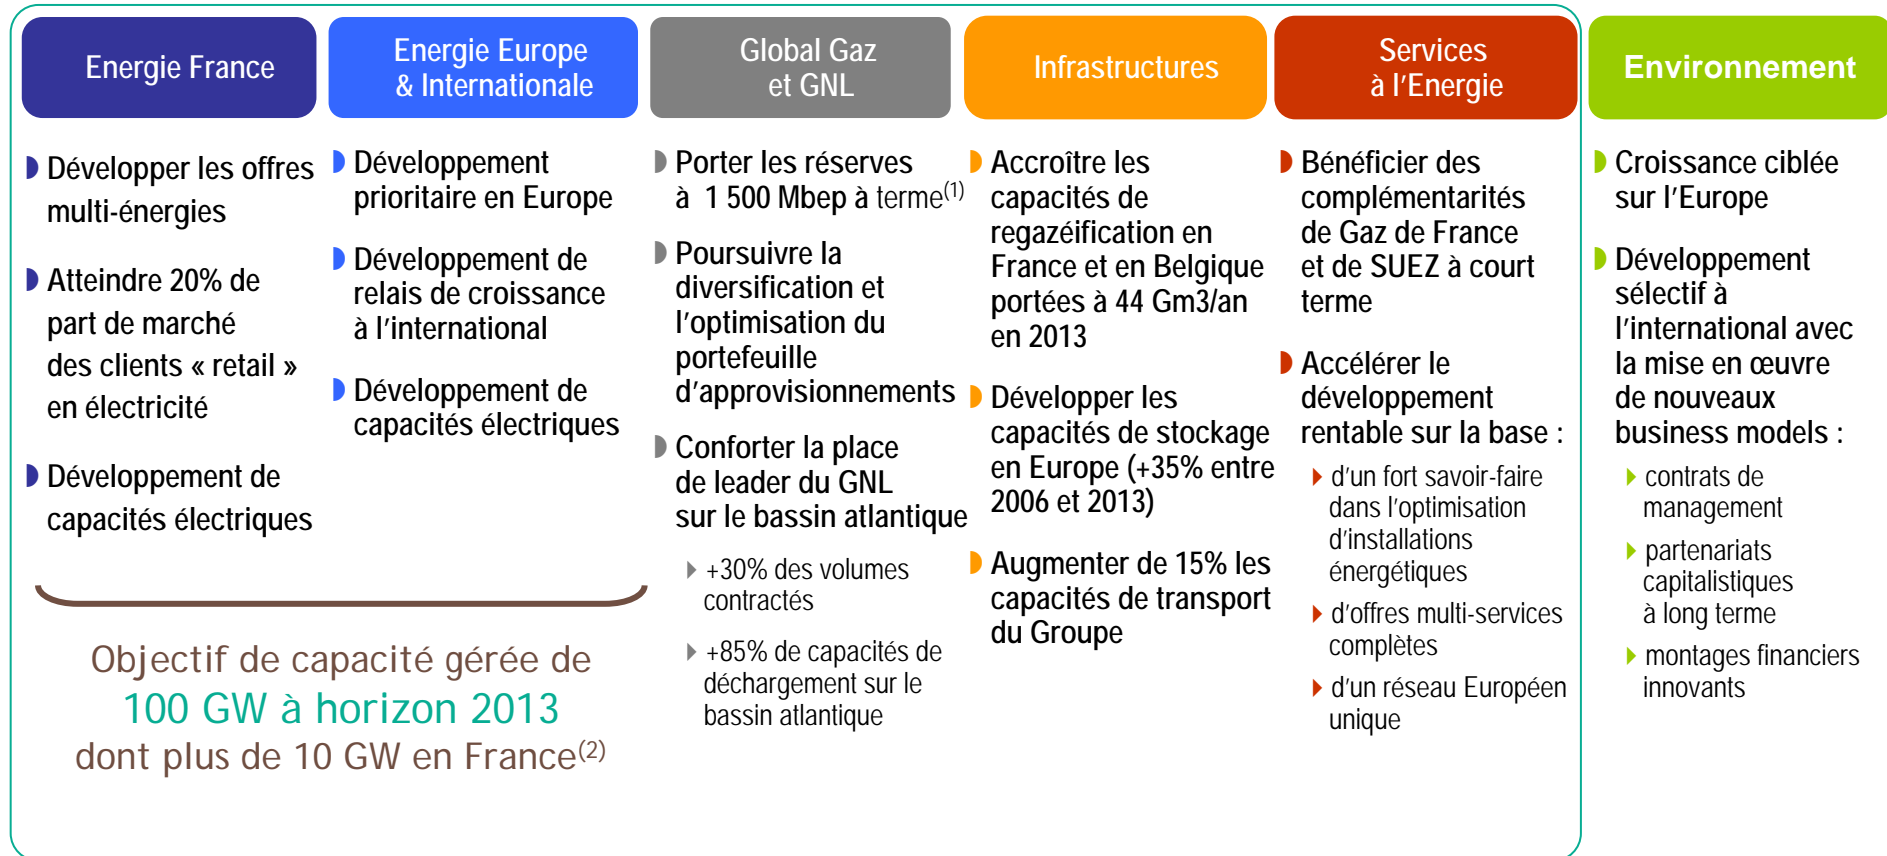 Energie France
Développer les offres
multi-énergies
Atteindre 20% de
part de marché
des clients « retail »
en électricité
Développement de
capacités électriques
Energie Europe
& Internationale
Développement
prioritaire en Europe
Développement de
relais de croissance
à l'international
Développement de
capacités électriques
Objectif de capacité gérée de
100 GW à horizon 2013
dont plus de 10 GW en France(2)
Global Gaz
et GNL
Porter les réserves
à 1 500 Mbep à terme(1)
Poursuivre la
diversification et
l'optimisation du
portefeuille
d'approvisionnements
Conforter la place
de leader du GNL
sur le bassin atlantique
+30% des volumes
contractés
+85% de capacités de
déchargement sur le
bassin atlantique
Infrastructures
Accroître les
capacités de
regazéification en
France et en Belgique
portées à 44 Gm3/an
en 2013
Développer les
capacités de stockage
en Europe (+35% entre
2006 et 2013)
Augmenter de 15% les
capacités de transport
du Groupe
Services
à l'Energie
Bénéficier des
complémentarités
de Gaz de France
et de SUEZ à court
terme
Accélérer le
développement
rentable sur la base :
d'un fort savoir-faire
dans l'optimisation
d'installations
énergétiques
d'offres multi-services
complètes
d'un réseau Européen
unique
Environnement
Croissance ciblée
sur l'Europe
Développement
sélectif à
l'international avec
la mise en œuvre
de nouveaux
business models :
contrats de
management
partenariats
capitalistiques
à long terme
montages financiers
innovants